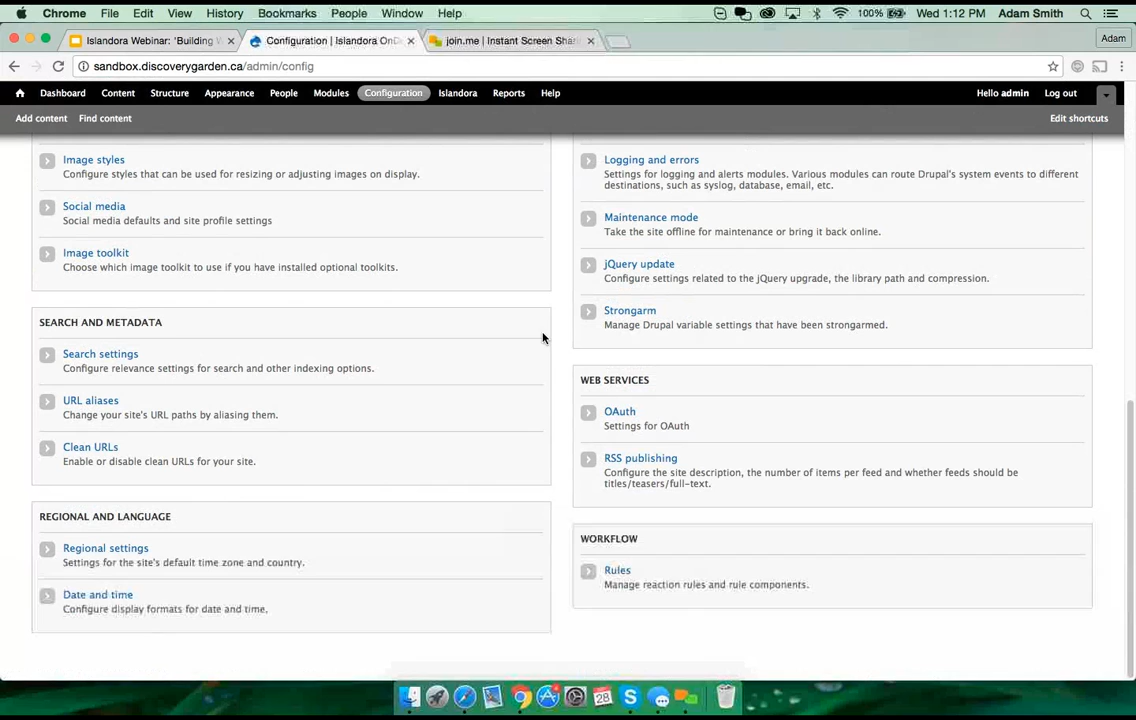 Chrome File Edit View History Bookmarks People Window Help 100% Wed 1:12 PM Adam Smith
Islandora Webinar: 'Building W Configuration | Islandora OnD join.me | Instant Screen Shari Adam
sandbox.discoverygarden.ca/admin/config
Dashboard Content Structure Appearance People Modules Configuration Islandora Reports Help Hello admin Log out
Add content Find content Edit shortcuts
Image styles
Configure styles that can be used for resizing or adjusting images on display.
Social media
Social media defaults and site profile settings
Image toolkit
Choose which image toolkit to use if you have installed optional toolkits.
SEARCH AND METADATA
Search settings
Configure relevance settings for search and other indexing options.
URL aliases
Change your site's URL paths by aliasing them.
Clean URLs
Enable or disable clean URLs for your site.
REGIONAL AND LANGUAGE
Regional settings
Settings for the site's default time zone and country.
Date and time
Configure display formats for date and time.
Logging and errors
Settings for logging and alerts modules. Various modules can route Drupal's system events to different
destinations, such as syslog, database, email, etc.
Maintenance mode
Take the site offline for maintenance or bring it back online.
jQuery update
Configure settings related to the jQuery upgrade, the library path and compression.
Strongarm
Manage Drupal variable settings that have been strongarmed.
WEB SERVICES
OAuth
Settings for OAuth
RSS publishing
Configure the site description, the number of items per feed and whether feeds should be
titles/teasers/full-text.
WORKFLOW
Rules
Manage reaction rules and rule components.
28